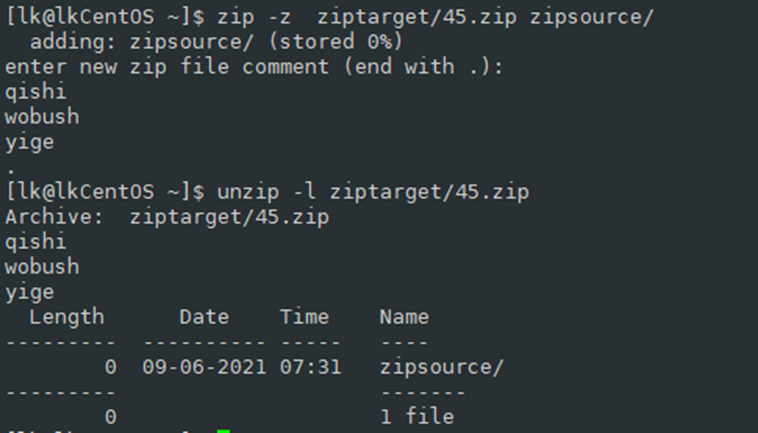 [lk@lkCentOS ~]$ zip -z  ziptarget/45.zip zipsource/
  adding: zipsource/ (stored 0%)
enter new zip file comment (end with .):
qishi
wobush
yige
.
[lk@lkCentOS ~]$ unzip -l ziptarget/45.zip
Archive:  ziptarget/45.zip
qishi
wobush
yige
  Length      Date    Time    Name
---------  ---------- -----   ----
        0  09-06-2021 07:31   zipsource/
---------                     -------
        0                     1 file